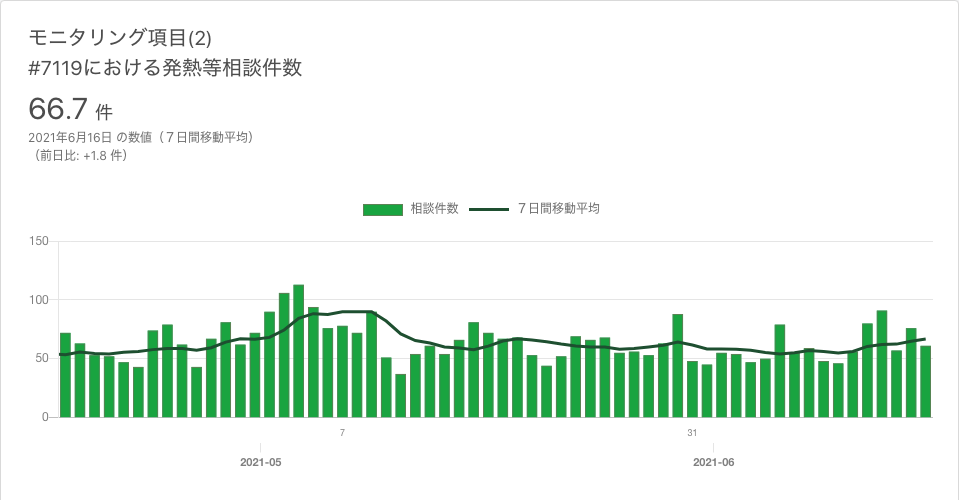 モニタリング項目(2)
#7119における発熱等相談件数
66.7 件
2021年6月16日 の数値（７日間移動平均）
（前日比: +1.8 件）
相談件数 ７日間移動平均
150
100
50
0
7 31
2021-05 2021-06